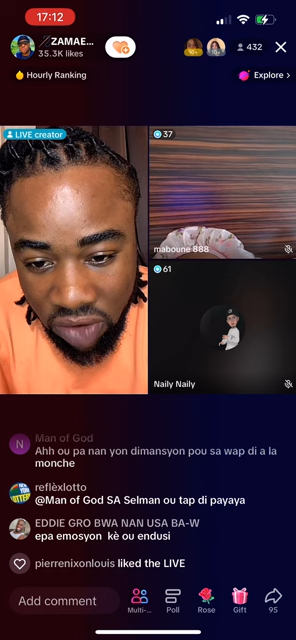 17:12
ZAMAE...
35.3K likes
10+
10+
432
Hourly Ranking
Explore >
LIVE creator
37
maboune 888
61
Naily Naily
N
Man of God
Ahh ou pa nan yon dimansyon pou sa wap di a la
monche
reflèxlotto
@Man of God SA Selman ou tap di payaya
EDDIE GRO BWA NAN USA BA-W
epa emosyon kè ou endusi
pierrenixonlouis liked the LIVE
Add comment
Multi-...
Poll
Rose
Gift
95